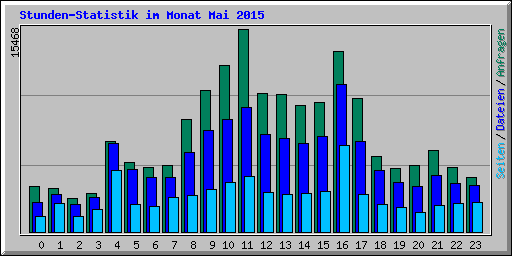 Stunden-Statistik im Monat Mai 2015
15468
Seiten / Dateien / Anfragen
0 1 2 3 4 5 6 7 8 9 10 11 12 13 14 15 16 17 18 19 20 21 22 23